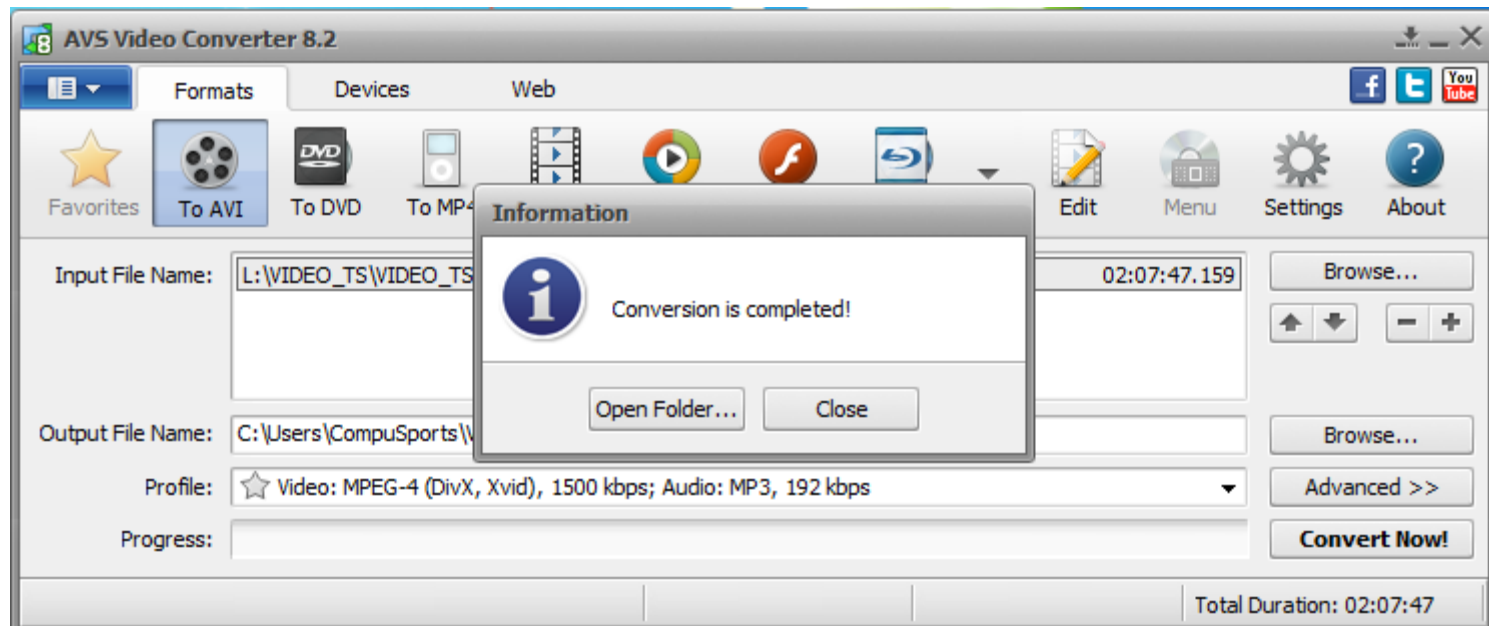 AVS Video Converter 8.2
Formats Devices Web
You Tube
Favorites To AVI To DVD To MP4 Edit Menu Settings About
Information
Input File Name: L:\VIDEO_TS\VIDEO_TS 02:07:47.159 Browse...
Conversion is completed!
Open Folder... Close
Output File Name: C:\Users\CompuSports\ Browse...
Profile: Video: MPEG-4 (DivX, Xvid), 1500 kbps; Audio: MP3, 192 kbps Advanced >>
Progress: Convert Now!
Total Duration: 02:07:47